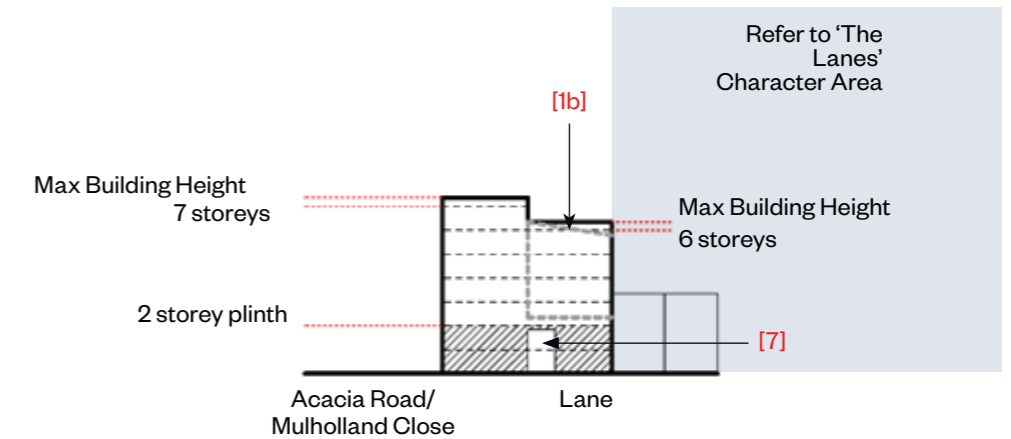 Refer to ‘The
Lanes’
Character Area
[1b]
Max Building Height
7 storeys
Max Building Height
6 storeys
2 storey plinth
[7]
Acacia Road/
Mulholland Close
Lane